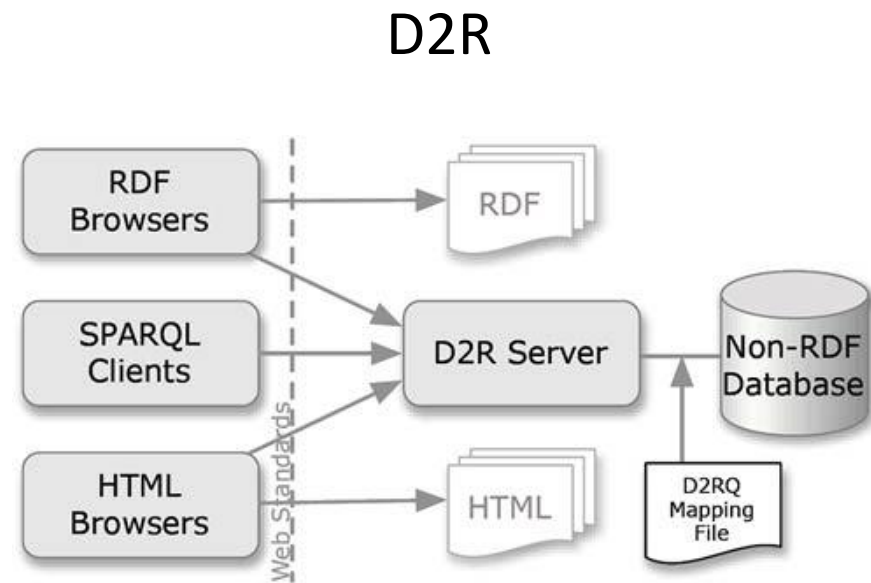 D2R
RDF
Browsers
RDF
SPARQL
Clients
D2R Server
Non-RDF
Database
Web Standards
HTML
Browsers
HTML
D2RQ
Mapping
File